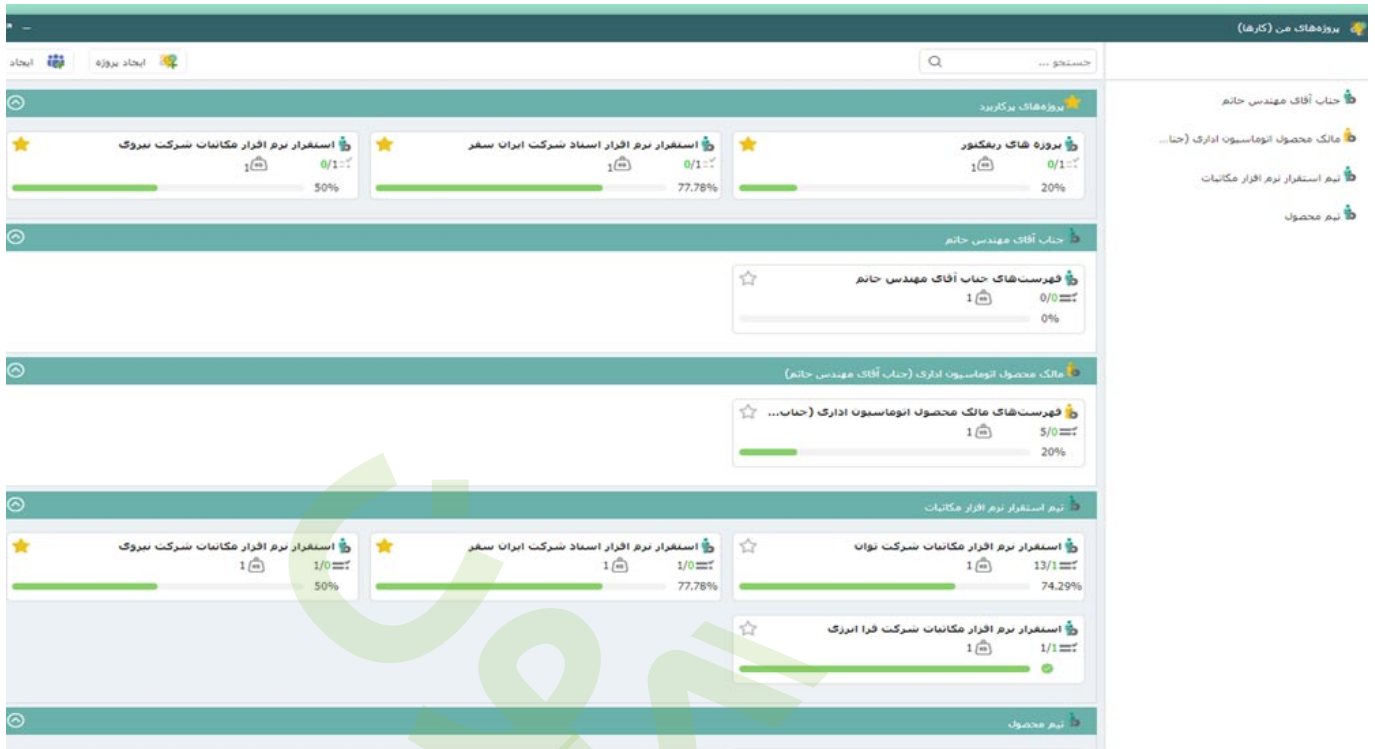 پروژه‌های من (کارها)
جستجو ...
ایجاد پروژه
ایجاد
جناب آقای مهندس حاتم
مالک محصول اتوماسیون اداری (جنا...
تیم استقرار نرم افزار مکاتبات
تیم محصول
پروژه‌های پرکاربرد
پروژه های ریفکتور
0/1
1
20%
استقرار نرم افزار اسناد شرکت ایران سفر
0/1
1
77.78%
استقرار نرم افزار مکاتبات شرکت نیروی
0/1
1
50%
جناب آقای مهندس حاتم
فهرست‌های جناب آقای مهندس حاتم
0/0
1
0%
مالک محصول اتوماسیون اداری (جناب آقای مهندس حاتم)
فهرست‌های مالک محصول اتوماسیون اداری (جناب...
5/0
1
20%
تیم استقرار نرم افزار مکاتبات
استقرار نرم افزار مکاتبات شرکت توان
13/1
1
74.29%
استقرار نرم افزار اسناد شرکت ایران سفر
1/0
1
77.78%
استقرار نرم افزار مکاتبات شرکت نیروی
1/0
1
50%
استقرار نرم افزار مکاتبات شرکت فرا انرژی
1/1
1
تیم محصول